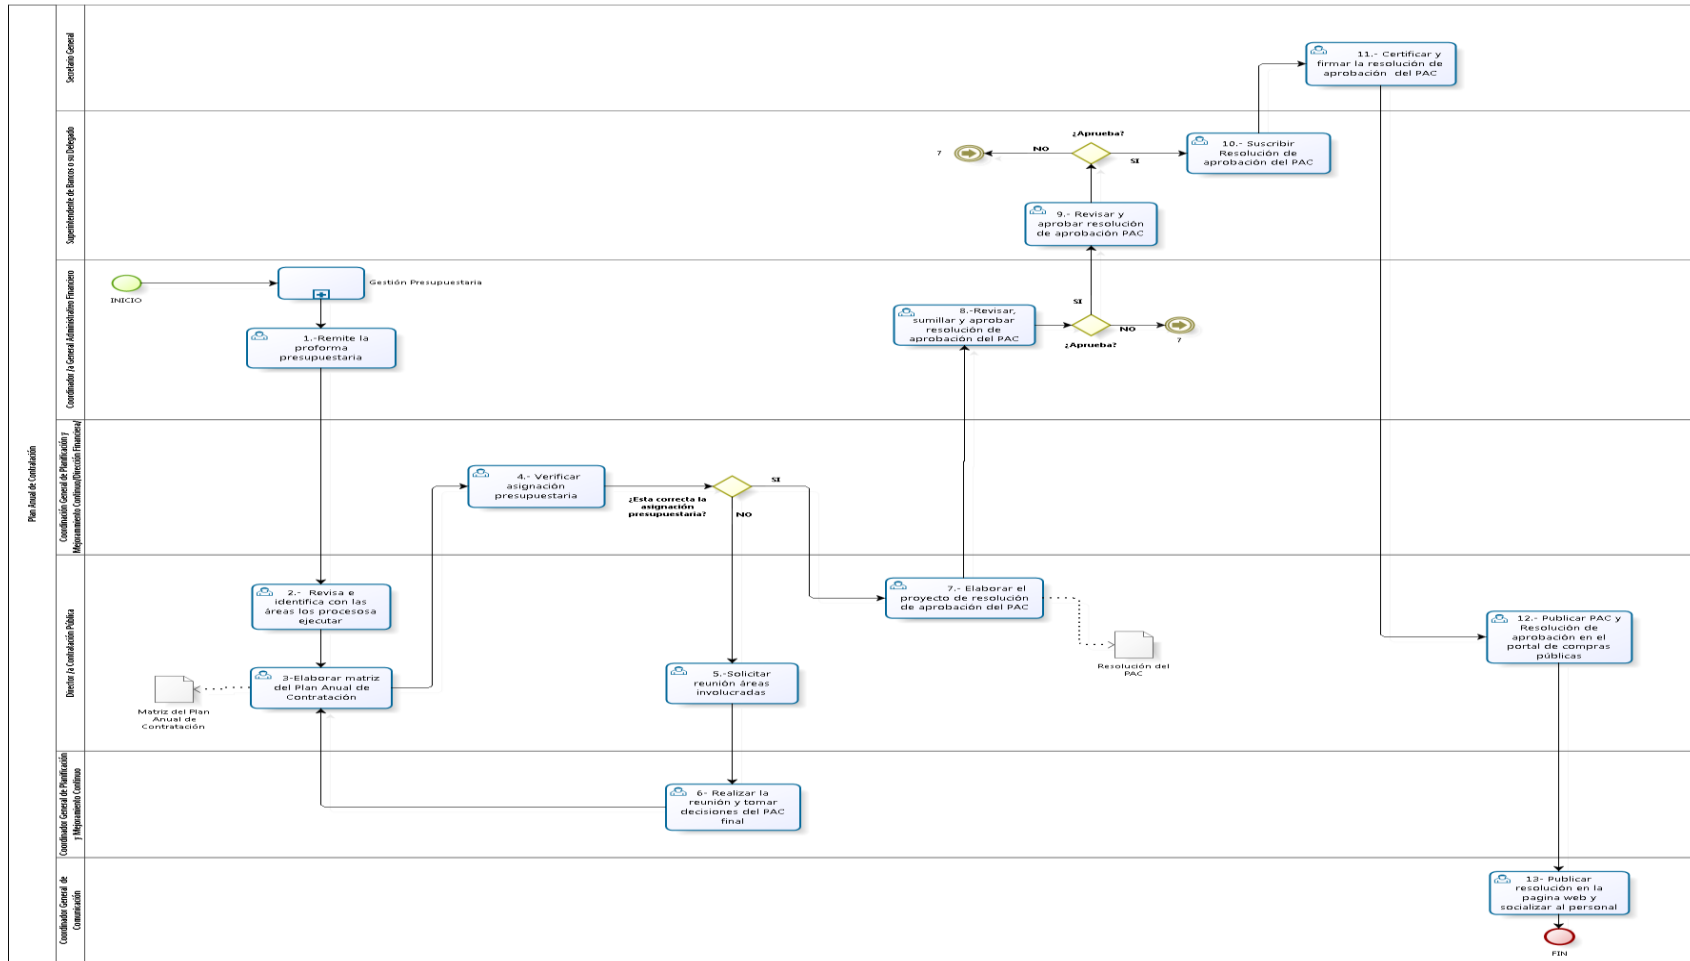 Plan Anual de Contratación
Secretario General
11.- Certificar y
firmar la resolución de
aprobación del PAC
Superintendente de Bancos o su Delegado
7
NO
¿Aprueba?
SI
10.- Suscribir
Resolución de
aprobación del PAC
9.- Revisar y
aprobar resolución
de aprobación PAC
Coordinador /a General Administrativo Financiero
INICIO
Gestión Presupuestaria
1.-Remite la
proforma
presupuestaria
8.-Revisar,
sumillar y aprobar
resolución de
aprobación del PAC
SI
¿Aprueba?
NO
7
Coordinación General de Planificación y
Mejoramiento Continuo/Dirección Financiera/
4.- Verificar
asignación
presupuestaria
¿Esta correcta la
asignación
presupuestaria?
SI
NO
Director /a Contratación Pública
2.- Revisa e
identifica con las
áreas los procesosa
ejecutar
3-Elaborar matriz
del Plan Anual de
Contratación
Matriz del Plan
Anual de
Contratación
5.-Solicitar
reunión áreas
involucradas
7.- Elaborar el
proyecto de resolución
de aprobación del PAC
Resolución del
PAC
12.- Publicar PAC y
Resolución de
aprobación en el
portal de compras
públicas
Coordinador General de Planificación
y Mejoramiento Continuo
6- Realizar la
reunión y tomar
decisiones del PAC
final
Coordinador General de
Comunicación
13- Publicar
resolución en la
pagina web y
socializar al personal
FIN